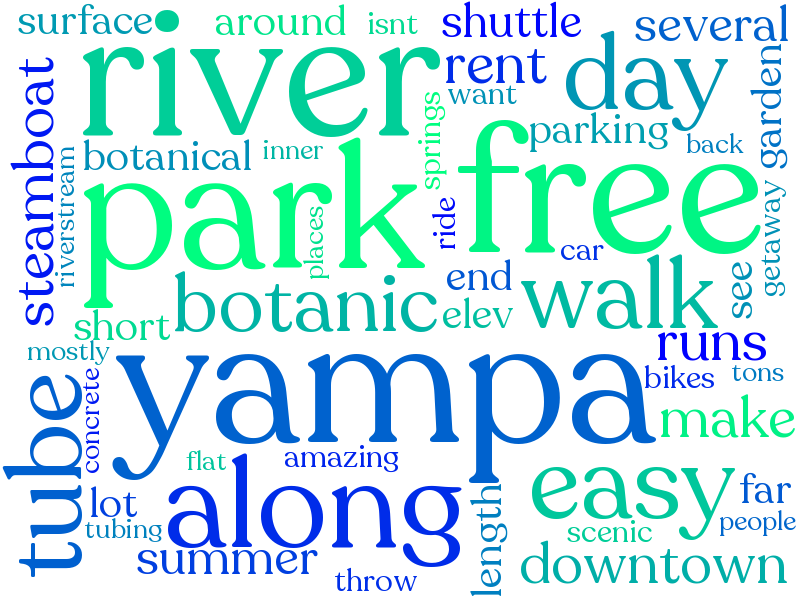 surface
around
isnt
shuttle
several
river
rent
day
want
steamboat
botanical
inner
springs
parking
back
garden
riverstream
park
free
places
ride
car
getaway
see
short
botanic
end
elev
walk
mostly
yampa
runs
bikes
tons
concrete
make
tube
flat
amazing
along
easy
far
lot
tubing
length
scenic
people
summer
throw
downtown